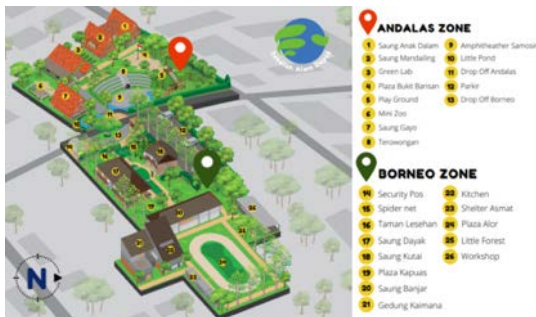 ANDALAS ZONE
1 Saung Anak Dalam
2 Saung Mandailing
3 Green Lab
4 Plaza Bukit Barisan
5 Play Ground
6 Mini Zoo
7 Saung Gayo
8 Terowongan
9 Amphitheater Samosir
10 Little Pond
11 Drop Off Andalas
12 Parkir
13 Drop Off Borneo
BORNEO ZONE
14 Security Pos
15 Spider net
16 Taman Lesehan
17 Saung Dayak
18 Saung Kutai
19 Plaza Kapuas
20 Saung Banjar
21 Gedung Kaimana
22 Kitchen
23 Shelter Asmat
24 Plaza Alor
25 Little Forest
26 Workshop
N